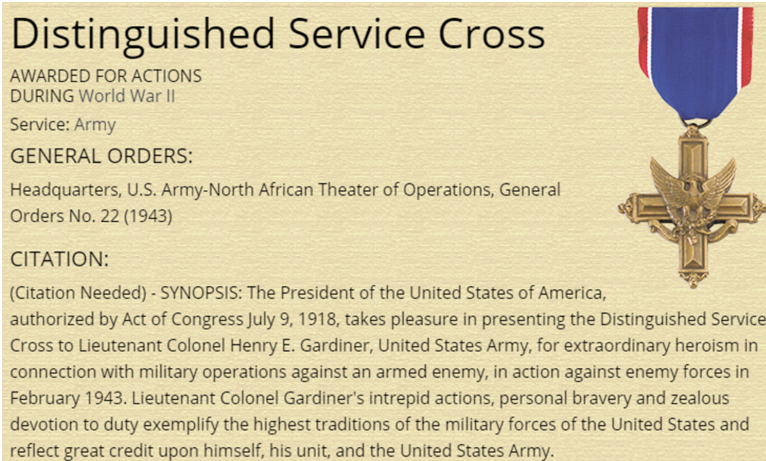 Distinguished Service Cross
AWARDED FOR ACTIONS
DURING World War II
Service: Army
GENERAL ORDERS:
Headquarters, U.S. Army-North African Theater of Operations, General
Orders No. 22 (1943)
CITATION:
(Citation Needed) - SYNOPSIS: The President of the United States of America,
authorized by Act of Congress July 9, 1918, takes pleasure in presenting the Distinguished Service
Cross to Lieutenant Colonel Henry E. Gardiner, United States Army, for extraordinary heroism in
connection with military operations against an armed enemy, in action against enemy forces in
February 1943. Lieutenant Colonel Gardiner's intrepid actions, personal bravery and zealous
devotion to duty exemplify the highest traditions of the military forces of the United States and
reflect great credit upon himself, his unit, and the United States Army.